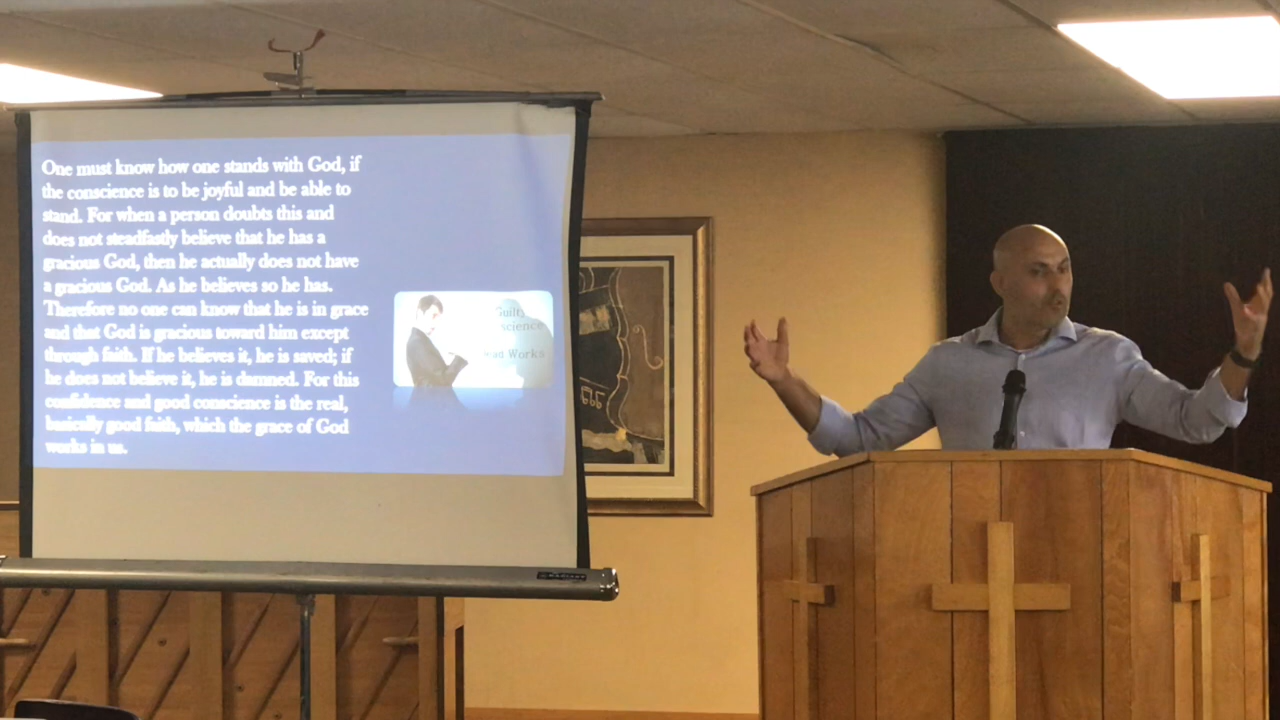 One must know how one stands with God, if
the conscience is to be joyful and be able to
stand. For when a person doubts this and
does not steadfastly believe that he has a
gracious God, then he actually does not have
a gracious God. As he believes so he has.
Therefore no one can know that he is in grace
and that God is gracious toward him except
through faith. If he believes it, he is saved; if
he does not believe it, he is damned. For this
confidence and good conscience is the real,
basically good faith, which the grace of God
works in us.
Guilty
science
Works